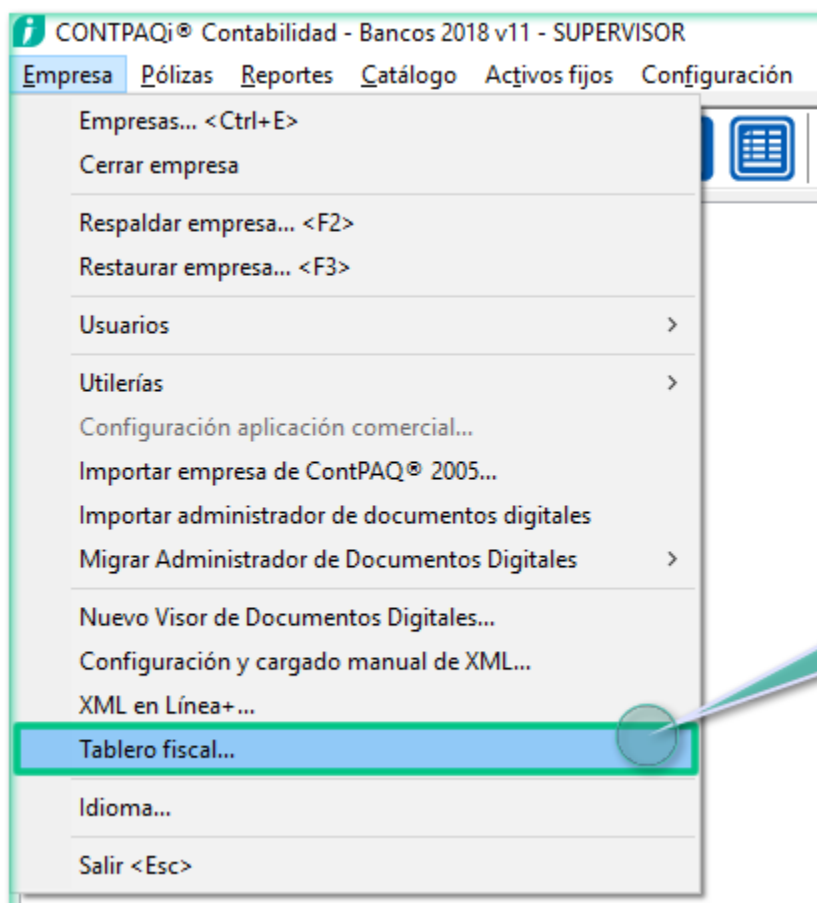 CONTPAQi® Contabilidad - Bancos 2018 v11 - SUPERVISOR
Empresa Pólizas Reportes Catálogo Activos fijos Configuración
Empresas... <Ctrl+E>
Cerrar empresa
Respaldar empresa... <F2>
Restaurar empresa... <F3>
Usuarios
Utilerías
Configuración aplicación comercial...
Importar empresa de ContPAQ® 2005...
Importar administrador de documentos digitales
Migrar Administrador de Documentos Digitales
Nuevo Visor de Documentos Digitales...
Configuración y cargado manual de XML...
XML en Línea+...
Tablero fiscal...
Idioma...
Salir <Esc>